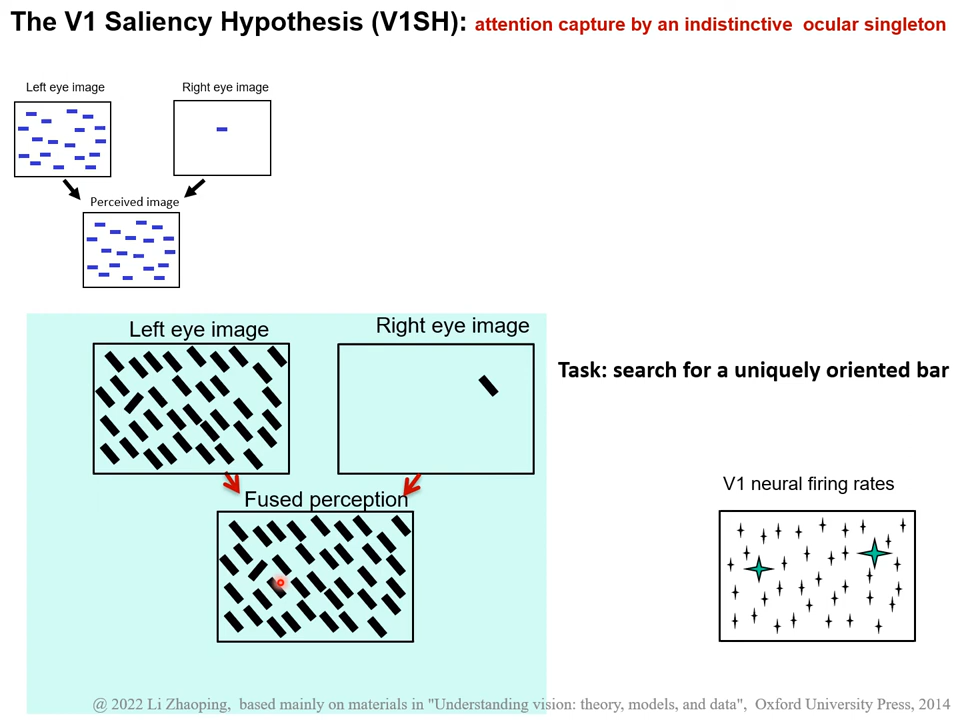 The V1 Saliency Hypothesis (V1SH): attention capture by an indistinctive ocular singleton
Left eye image
Right eye image
Perceived image
Left eye image
Right eye image
Task: search for a uniquely oriented bar
Fused perception
V1 neural firing rates
@ 2022 Li Zhaoping, based mainly on materials in "Understanding vision: theory, models, and data", Oxford University Press, 2014